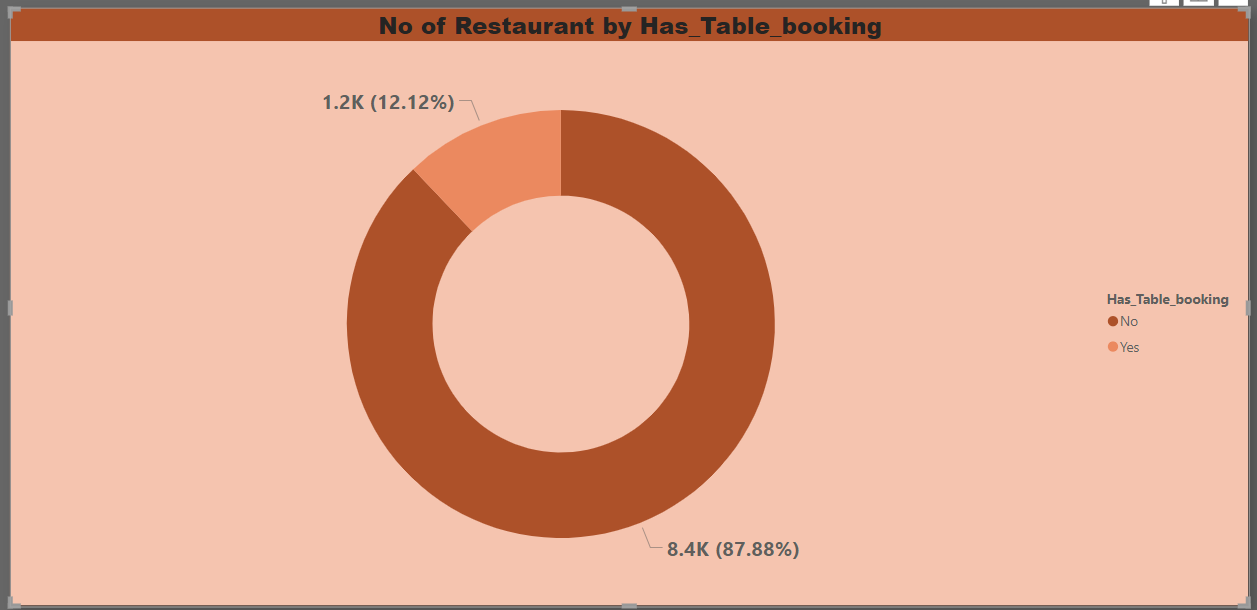 No of Restaurant by Has_Table_booking
1.2K (12.12%)
Has_Table_booking
No
Yes
8.4K (87.88%)